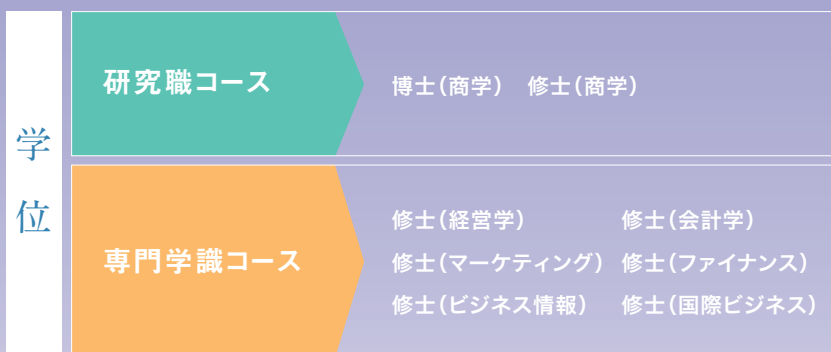 学位
研究職コース
博士(商学) 修士(商学)
専門学識コース
修士(経営学) 修士(会計学)
修士(マーケティング) 修士(ファイナンス)
修士(ビジネス情報) 修士(国際ビジネス)